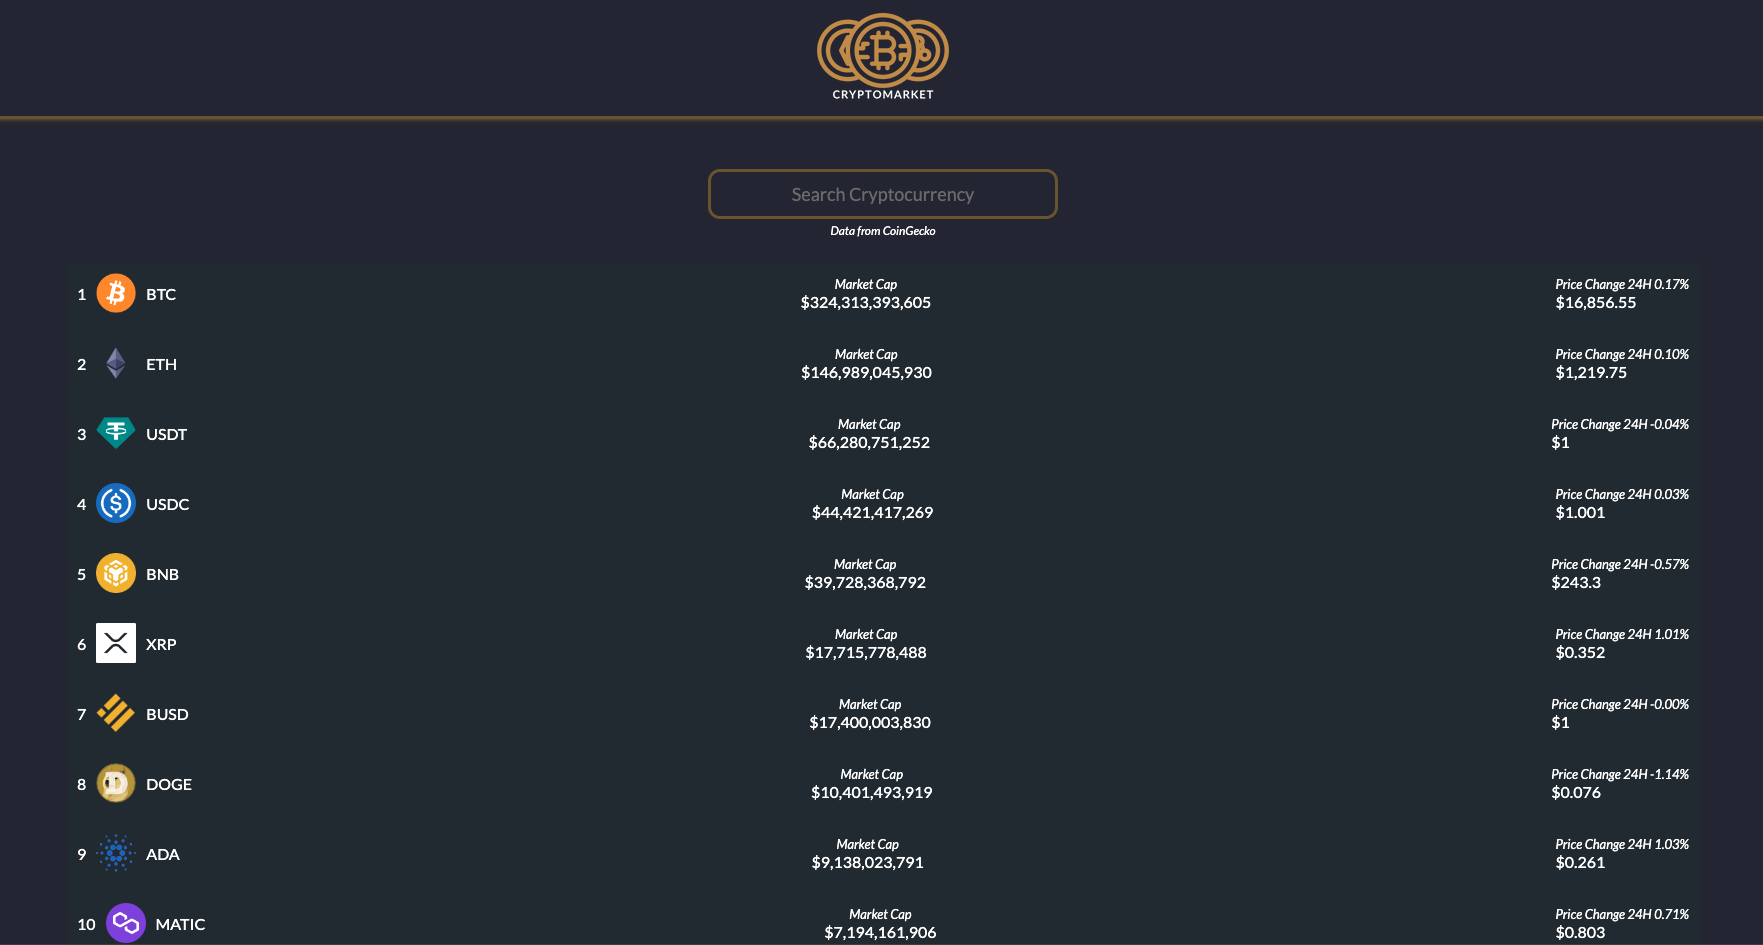 CRYPTOMARKET
Search Cryptocurrency
Data from CoinGecko
1 BTC Market Cap Price Change 24H 0.17%
$324,313,393,605 $16,856.55
2 ETH Market Cap Price Change 24H 0.10%
$146,989,045,930 $1,219.75
3 USDT Market Cap Price Change 24H -0.04%
$66,280,751,252 $1
4 USDC Market Cap Price Change 24H 0.03%
$44,421,417,269 $1.001
5 BNB Market Cap Price Change 24H -0.57%
$39,728,368,792 $243.3
6 XRP Market Cap Price Change 24H 1.01%
$17,715,778,488 $0.352
7 BUSD Market Cap Price Change 24H -0.00%
$17,400,003,830 $1
8 DOGE Market Cap Price Change 24H -1.14%
$10,401,493,919 $0.076
9 ADA Market Cap Price Change 24H 1.03%
$9,138,023,791 $0.261
10 MATIC Market Cap Price Change 24H 0.71%
$7,194,161,906 $0.803